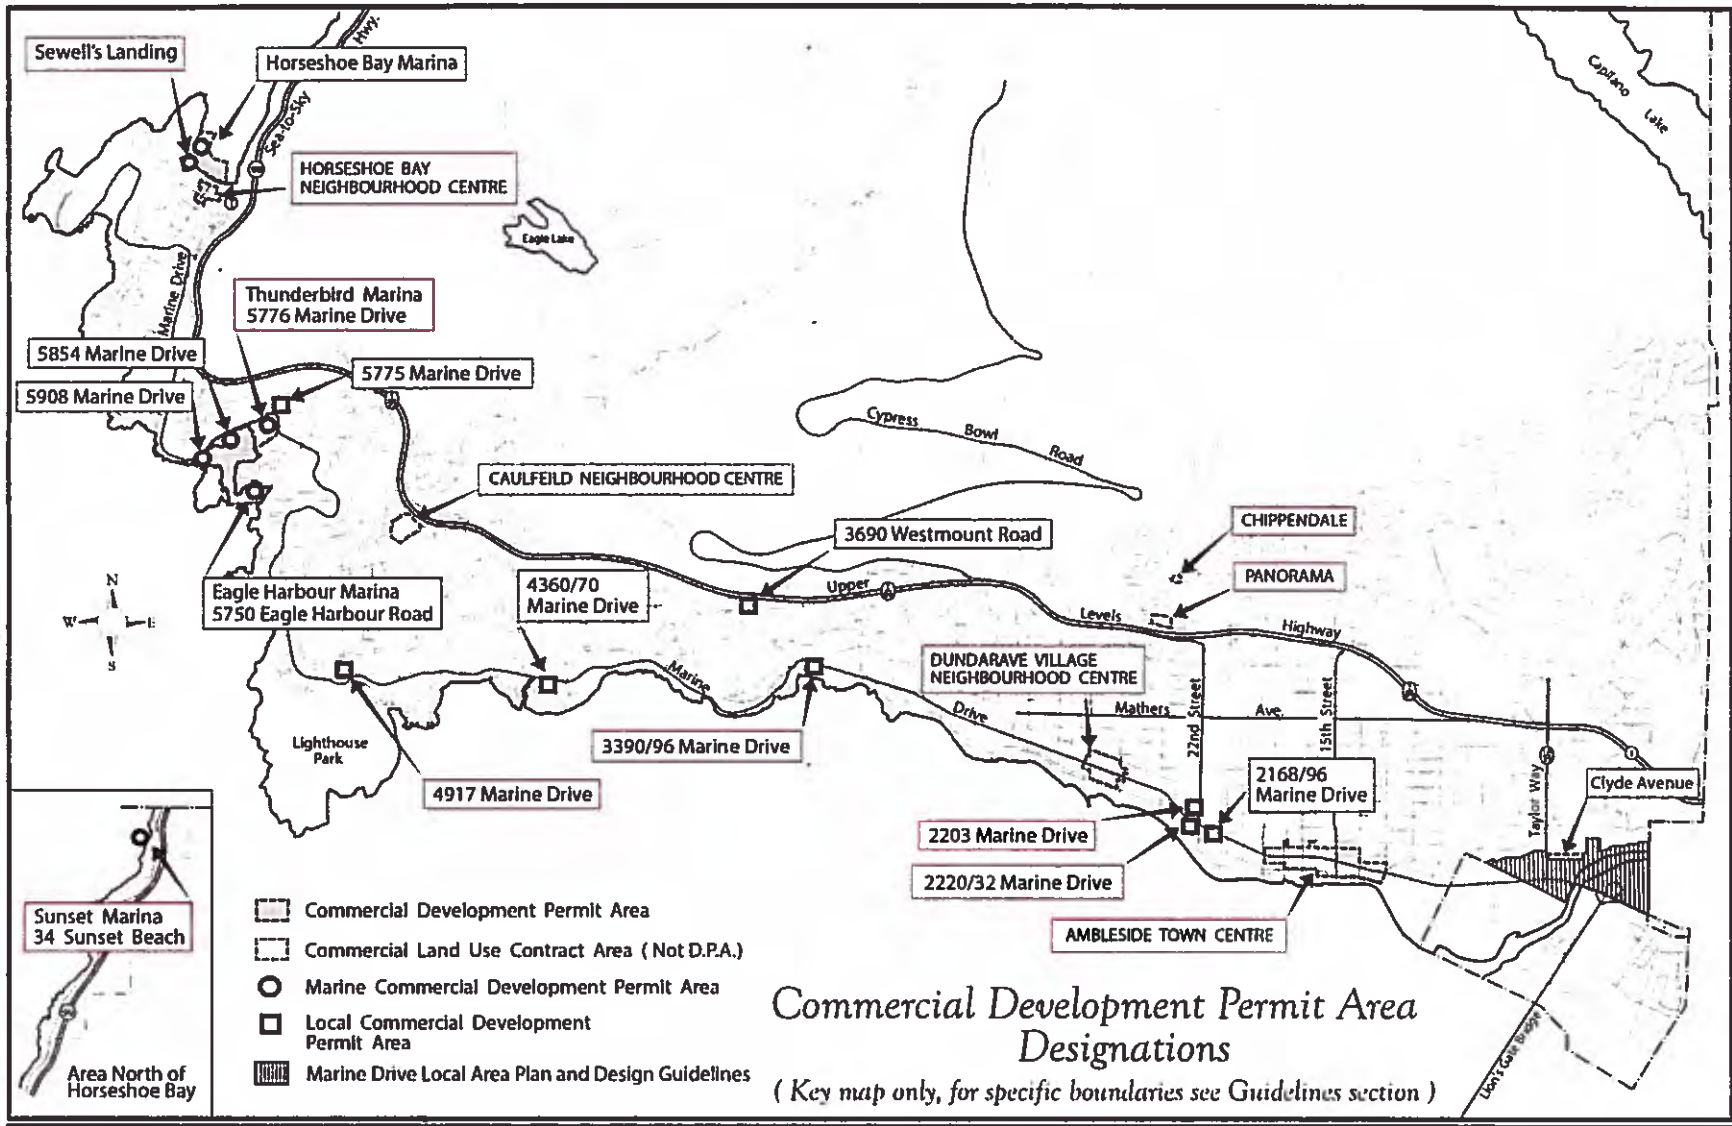 Sewell's Landing
Horseshoe Bay Marina
Hwy.
Sea-to-Sky
Capilano
Lake
HORSESHOE BAY
NEIGHBOURHOOD CENTRE
Eagle Lake
Marine Drive
Thunderbird Marina
5776 Marine Drive
5854 Marine Drive
5775 Marine Drive
5908 Marine Drive
Cypress
Bowl
Road
CAULFEILD NEIGHBOURHOOD CENTRE
3690 Westmount Road
CHIPPENDALE
PANORAMA
Eagle Harbour Marina
5750 Eagle Harbour Road
4360/70
Marine Drive
Upper
Levels
Highway
N
W
E
S
DUNDARAVE VILLAGE
NEIGHBOURHOOD CENTRE
Marine
Drive
Mathers
Ave.
22nd Street
15th Street
Lighthouse
Park
3390/96 Marine Drive
4917 Marine Drive
2168/96
Marine Drive
Taylor Way
Clyde Avenue
2203 Marine Drive
2220/32 Marine Drive
AMBLESIDE TOWN CENTRE
Sunset Marina
34 Sunset Beach
Area North of
Horseshoe Bay
Commercial Development Permit Area
Commercial Land Use Contract Area ( Not D.P.A.)
Marine Commercial Development Permit Area
Local Commercial Development
Permit Area
Marine Drive Local Area Plan and Design Guidelines
Commercial Development Permit Area
Designations
( Key map only, for specific boundaries see Guidelines section )
Lion's Gate Bridge